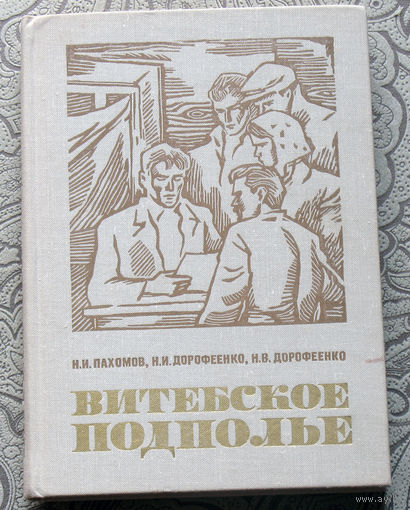 Н.И. ПАХОМОВ, Н.И. ДОРОФЕЕНКО, Н.В. ДОРОФЕЕНКО
ВИТЕБСКОЕ
ПОДПОЛЬЕ